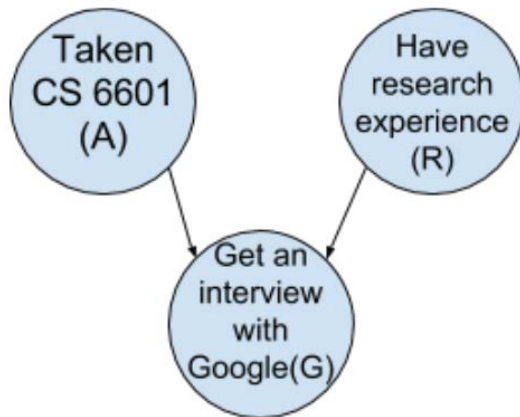 Taken
CS 6601
(A)
Have
research
experience
(R)
Get an
interview
with
Google(G)